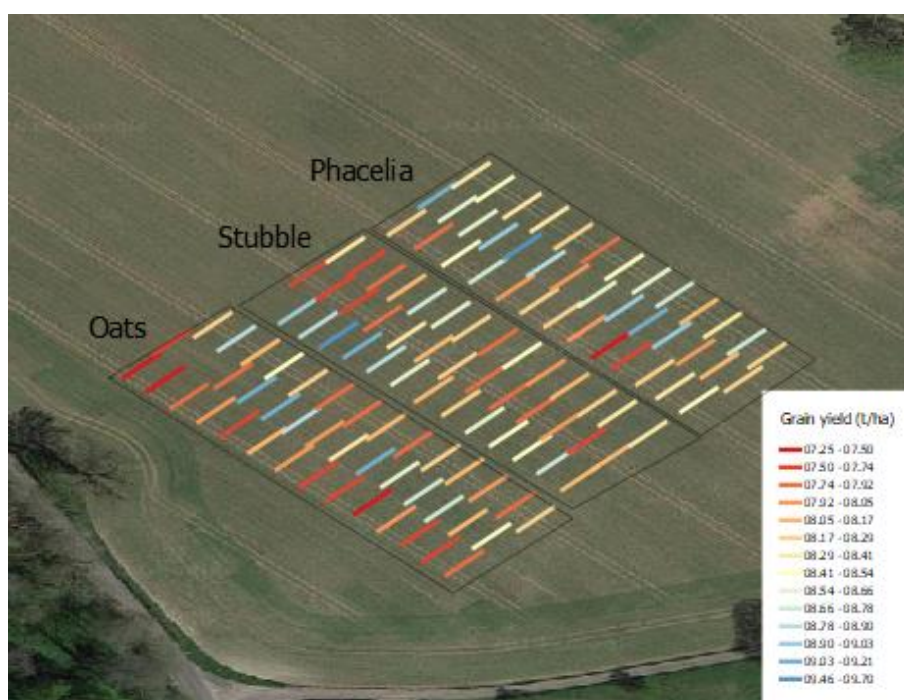 Phacelia
Stubble
Oats
Grain yield (t/ha)
07.25 - 07.50
07.50 - 07.74
07.74 - 07.92
07.92 - 08.05
08.05 - 08.17
08.17 - 08.29
08.29 - 08.41
08.41 - 08.54
08.54 - 08.66
08.66 - 08.78
08.78 - 08.90
08.90 - 09.03
09.03 - 09.21
09.46 - 09.70